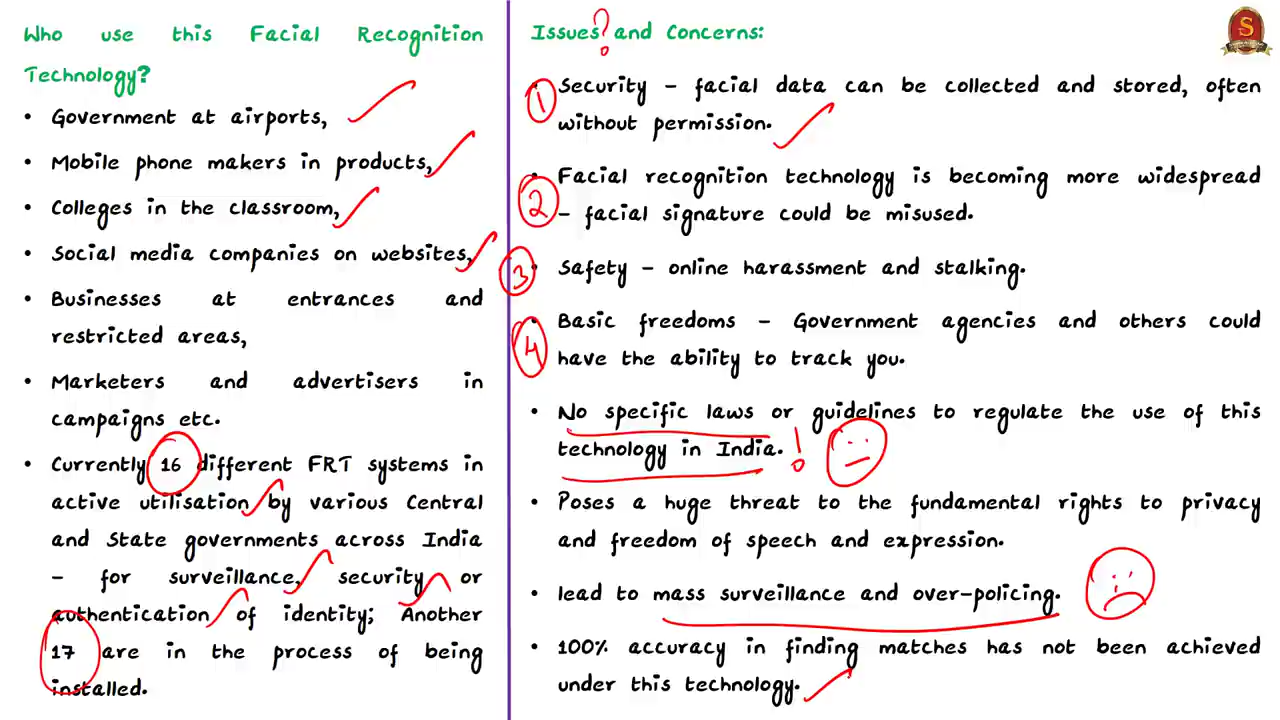 Who use this Facial Recognition
Technology?
• Government at airports,
• Mobile phone makers in products,
• Colleges in the classroom,
• Social media companies on websites,
• Businesses at entrances and
restricted areas,
• Marketers and advertisers in
campaigns etc.
• Currently 16 different FRT systems in
active utilisation by various Central
and State governments across India
– for surveillance, security or
authentication of identity; Another
17 are in the process of being
installed.
Issues and Concerns:
?
1 Security – facial data can be collected and stored, often
without permission.
2 Facial recognition technology is becoming more widespread
– facial signature could be misused.
3 Safety – online harassment and stalking.
4 Basic freedoms – Government agencies and others could
have the ability to track you.
• No specific laws or guidelines to regulate the use of this
technology in India. !
• Poses a huge threat to the fundamental rights to privacy
and freedom of speech and expression.
• lead to mass surveillance and over-policing.
• 100% accuracy in finding matches has not been achieved
under this technology.
S